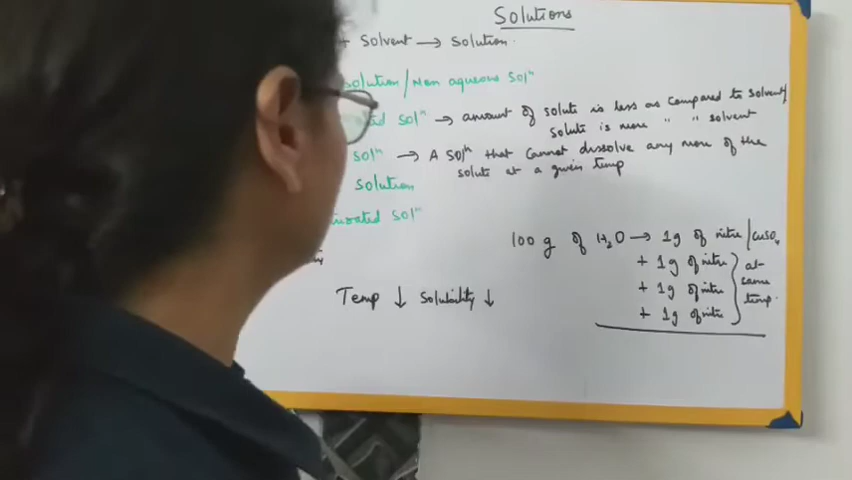 Solutions
+ Solvent → Solution.
solution/Non aqueous Solⁿ
ted Solⁿ → amount of solute is less as compared to solvent/
solute is more " " solvent
Solⁿ → A Solⁿ that cannot dissolve any more of the
solute at a given temp
Solution
urated Solⁿ
100 g of H₂O → 1g of nitre/CuSO₄
+ 1g of nitre
+ 1g of nitre
+ 1g of nitre
at
same
temp.
Temp ↓ Solubility ↓